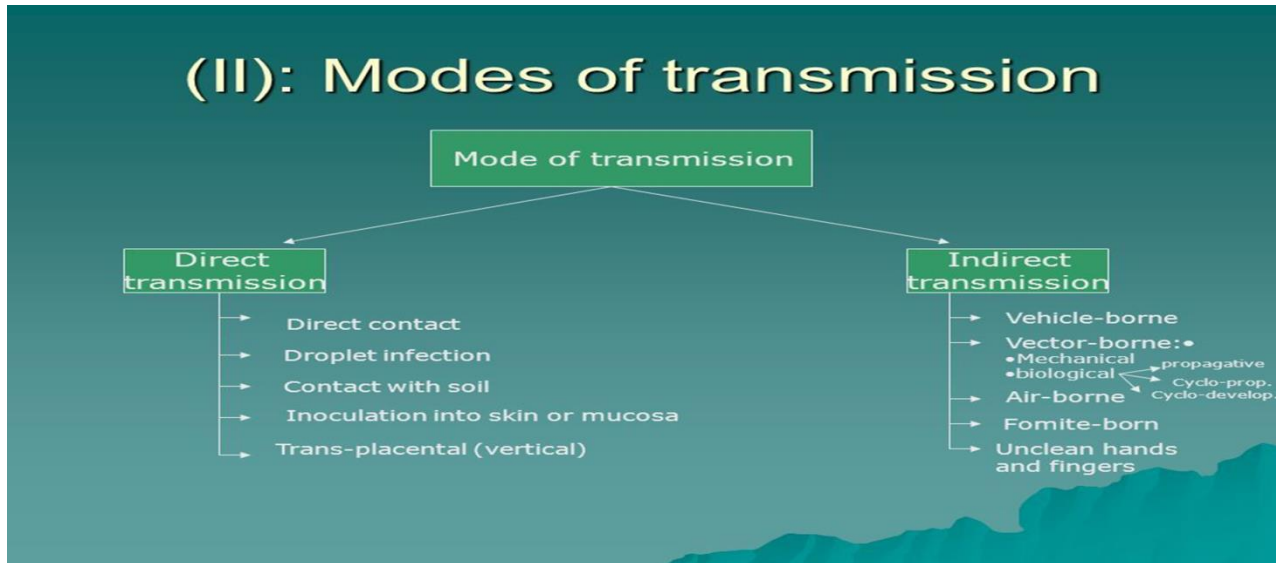 (II): Modes of transmission
Mode of transmission
Direct
transmission
Direct contact
Droplet infection
Contact with soil
Inoculation into skin or mucosa
Trans-placental (vertical)
Indirect
transmission
Vehicle-borne
Vector-borne:•
•Mechanical
•biological
propagative
Cyclo-prop.
Cyclo-develop.
Air-borne
Fomite-born
Unclean hands
and fingers